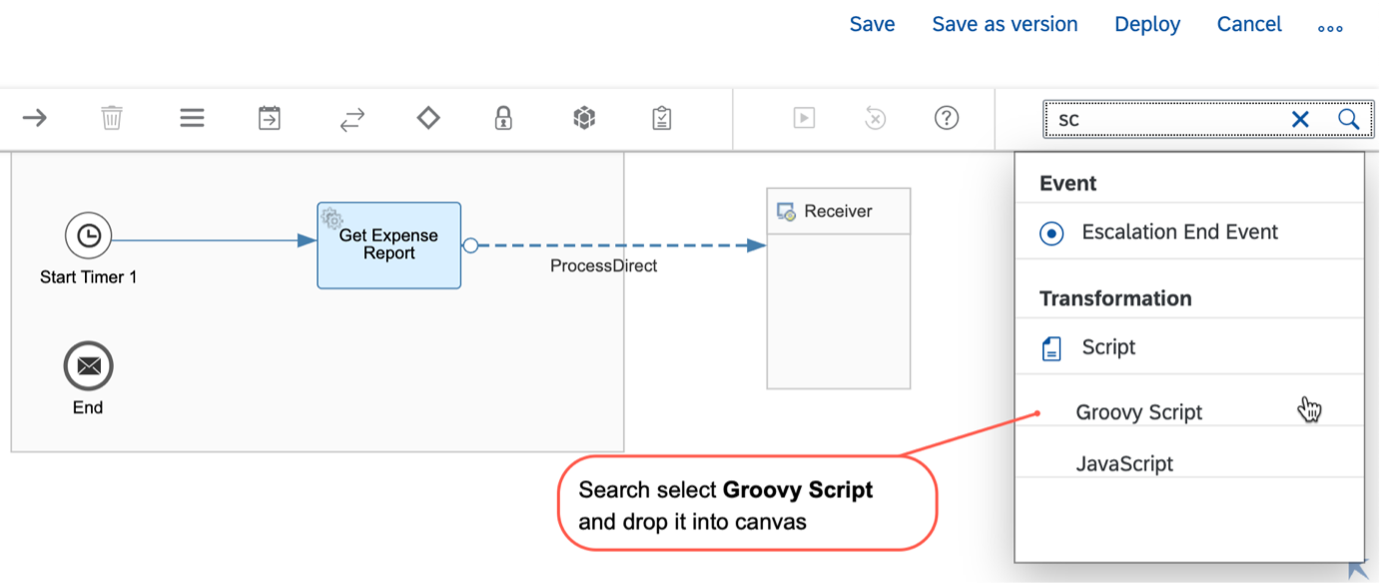 Save Save as version Deploy Cancel
sc
Event
Escalation End Event
Transformation
Script
Groovy Script
JavaScript
Start Timer 1
Get Expense
Report
ProcessDirect
Receiver
End
Search select Groovy Script
and drop it into canvas